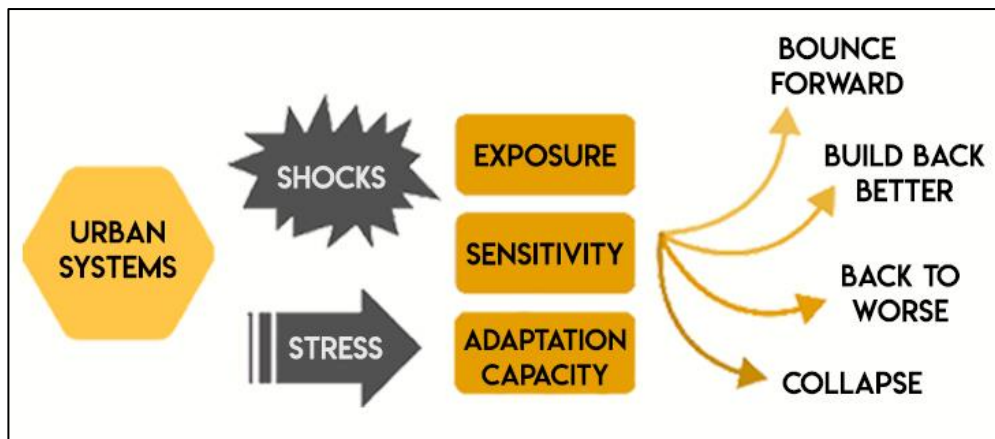 URBAN
SYSTEMS
SHOCKS
STRESS
EXPOSURE
SENSITIVITY
ADAPTATION
CAPACITY
BOUNCE
FORWARD
BUILD BACK
BETTER
BACK TO
WORSE
COLLAPSE